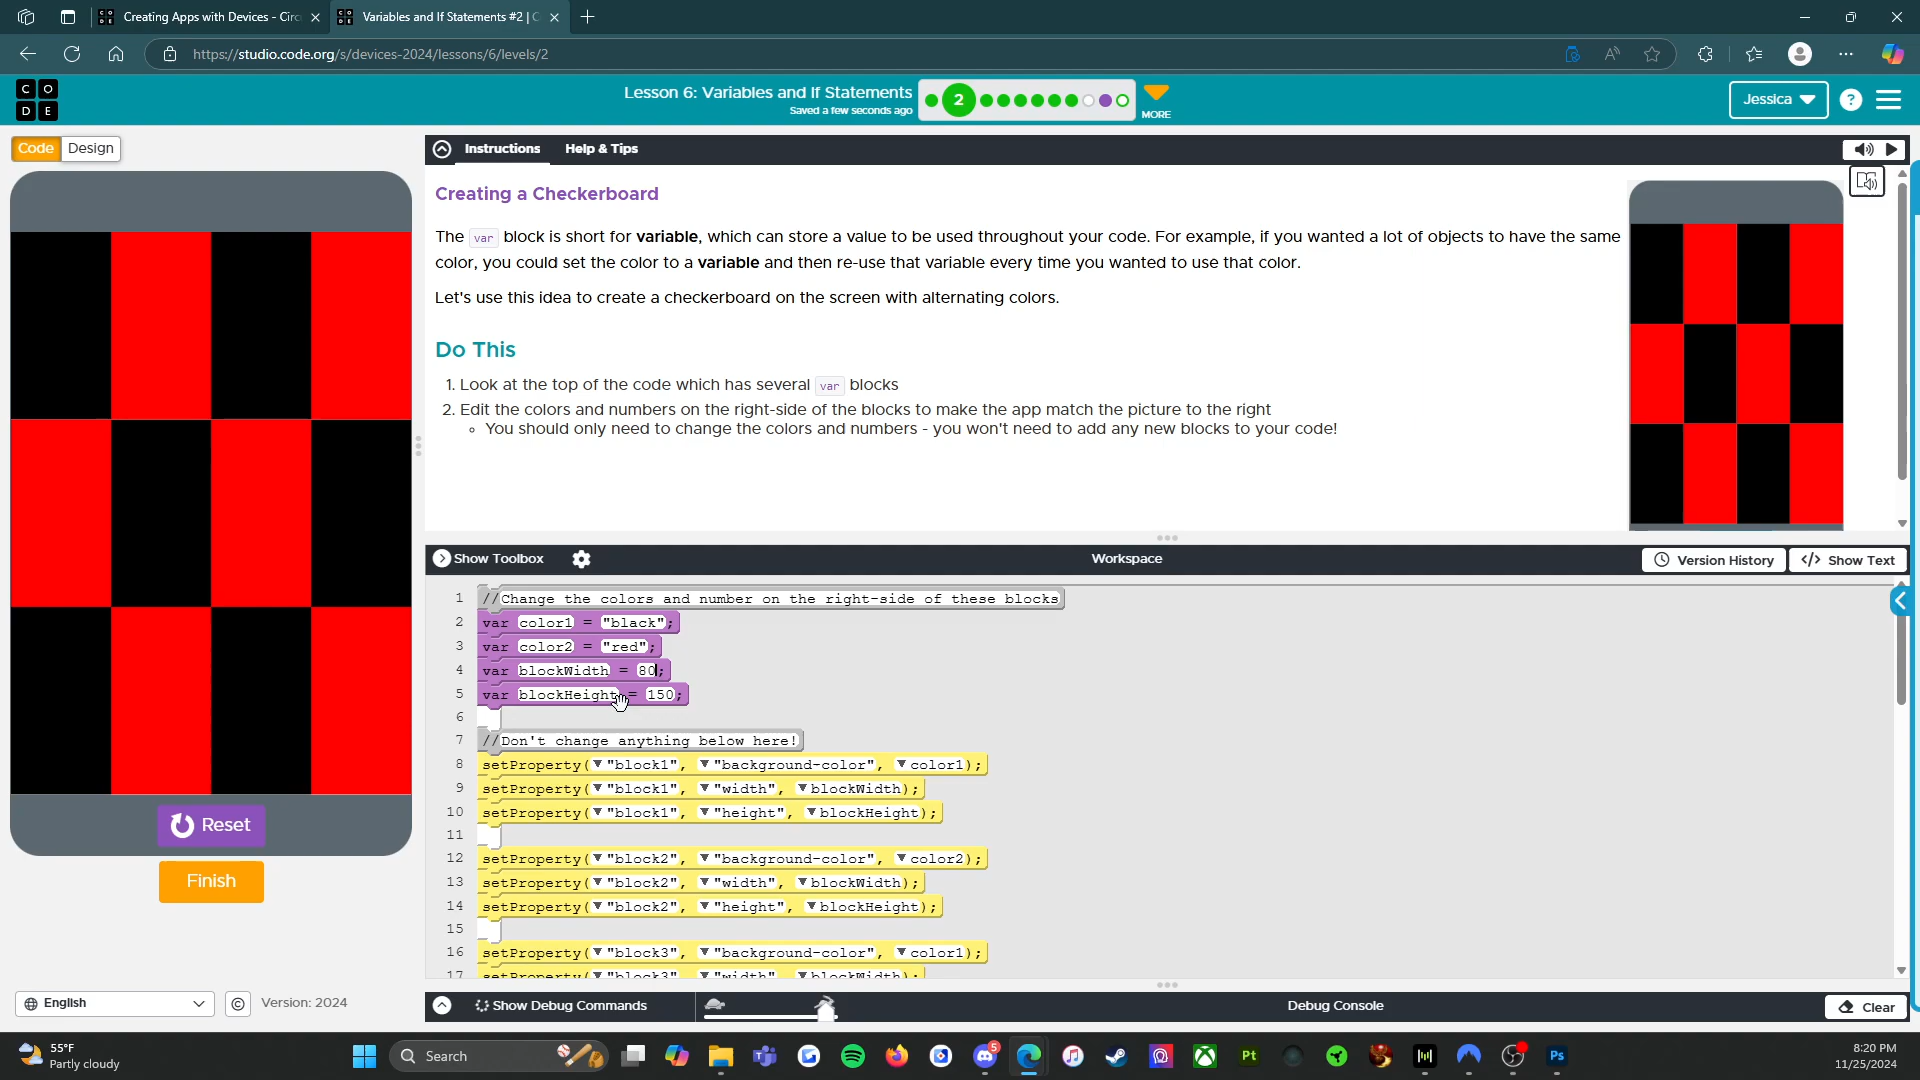 Creating Apps with Devices - Circ
Variables and If Statements #2 | C
https://studio.code.org/s/devices-2024/lessons/6/levels/2
C O
D E
Lesson 6: Variables and If Statements
Saved a few seconds ago
2
MORE
Jessica
?
Code
Design
Instructions
Help & Tips
Creating a Checkerboard
The var block is short for variable, which can store a value to be used throughout your code. For example, if you wanted a lot of objects to have the same
color, you could set the color to a variable and then re-use that variable every time you wanted to use that color.
Let's use this idea to create a checkerboard on the screen with alternating colors.
Do This
1. Look at the top of the code which has several var blocks
2. Edit the colors and numbers on the right-side of the blocks to make the app match the picture to the right
You should only need to change the colors and numbers - you won't need to add any new blocks to your code!
Show Toolbox
Workspace
Version History
</> Show Text
1 //Change the colors and number on the right-side of these blocks
2 var color1 = "black";
3 var color2 = "red";
4 var blockWidth = 80;
5 var blockHeight = 150;
6
7 //Don't change anything below here!
8 setProperty(▼"block1", ▼"background-color", ▼color1);
9 setProperty(▼"block1", ▼"width", ▼blockWidth);
10 setProperty(▼"block1", ▼"height", ▼blockHeight);
11
12 setProperty(▼"block2", ▼"background-color", ▼color2);
13 setProperty(▼"block2", ▼"width", ▼blockWidth);
14 setProperty(▼"block2", ▼"height", ▼blockHeight);
15
16 setProperty(▼"block3", ▼"background-color", ▼color1);
17 setProperty(▼"block3", ▼"width", ▼blockWidth);
Reset
Finish
English
©
Version: 2024
Show Debug Commands
Debug Console
Clear
55°F
Partly cloudy
Search
5
Pt
Ps
8:20 PM
11/25/2024